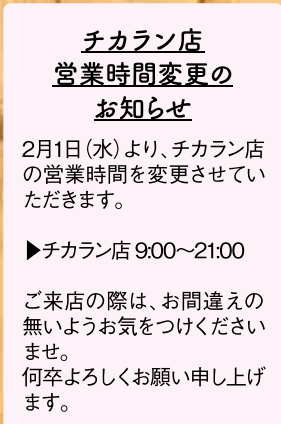 チカラン店
営業時間変更の
お知らせ
2月1日（水）より、チカラン店
の営業時間を変更させてい
ただきます。
▶チカラン店 9:00～21:00
ご来店の際は、お間違えの
無いようお気をつけください
ませ。
何卒よろしくお願い申し上げ
ます。